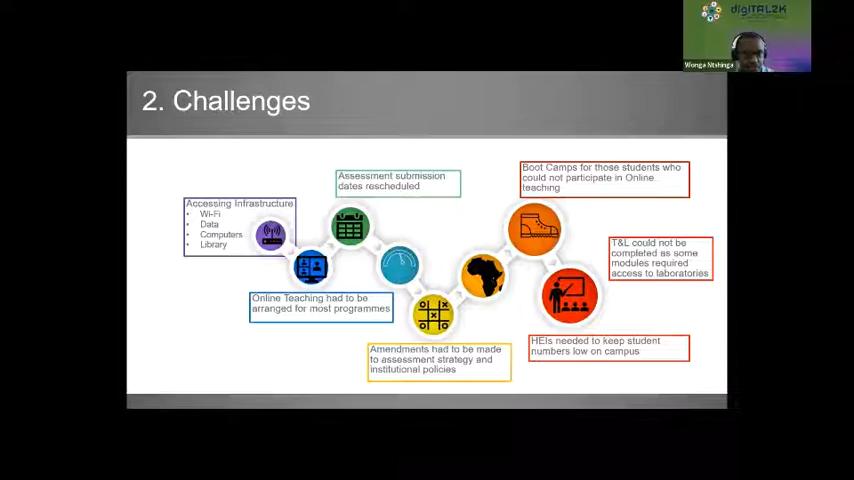 digiTAL2K
Wonga Ntshinga
2. Challenges
Accessing Infrastructure
• Wi-Fi
• Data
• Computers
• Library
Online Teaching had to be
arranged for most programmes
Assessment submission
dates rescheduled
Amendments had to be made
to assessment strategy and
institutional policies
Boot Camps for those students who
could not participate in Online
teaching
T&L could not be
completed as some
modules required
access to laboratories
HEIs needed to keep student
numbers low on campus